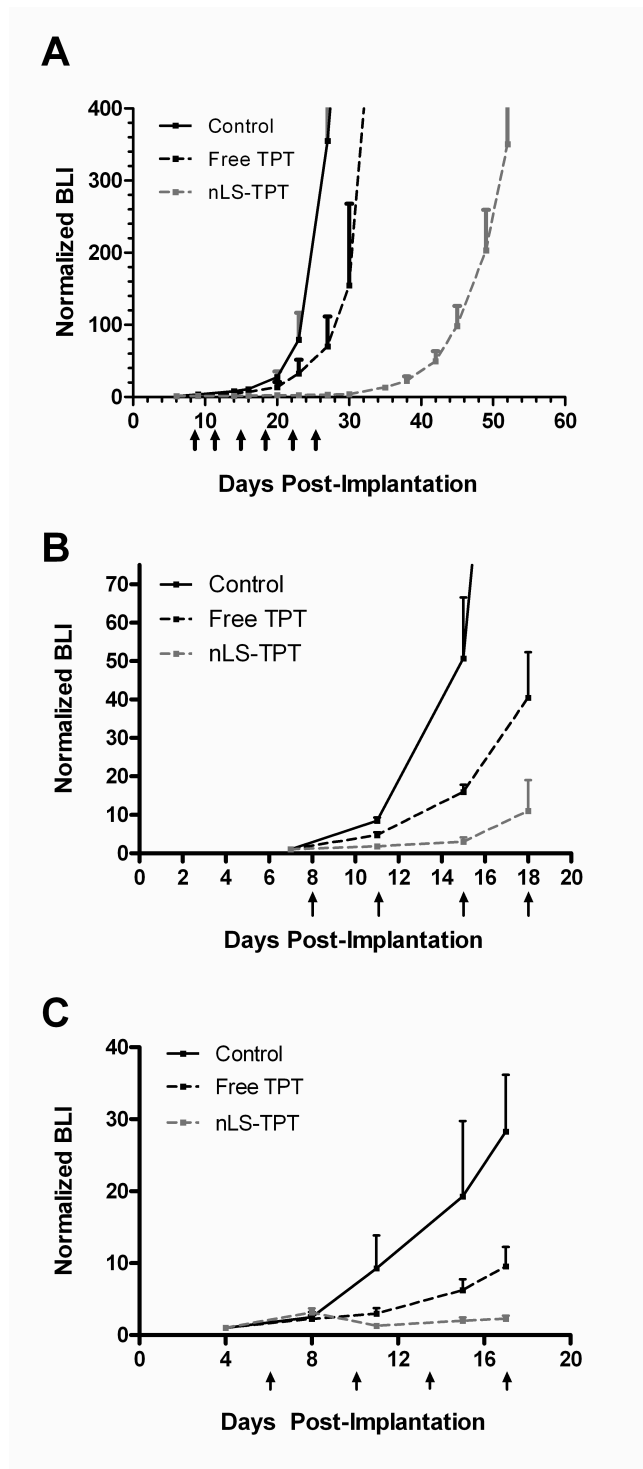 A
Normalized BLI
400
300
200
100
0
Control
Free TPT
nLS-TPT
0 10 20 30 40 50 60
Days Post-Implantation
B
Normalized BLI
70
60
50
40
30
20
10
0
Control
Free TPT
nLS-TPT
0 2 4 6 8 10 12 14 16 18 20
Days Post-Implantation
C
Normalized BLI
40
30
20
10
0
Control
Free TPT
nLS-TPT
0 4 8 12 16 20
Days Post-Implantation